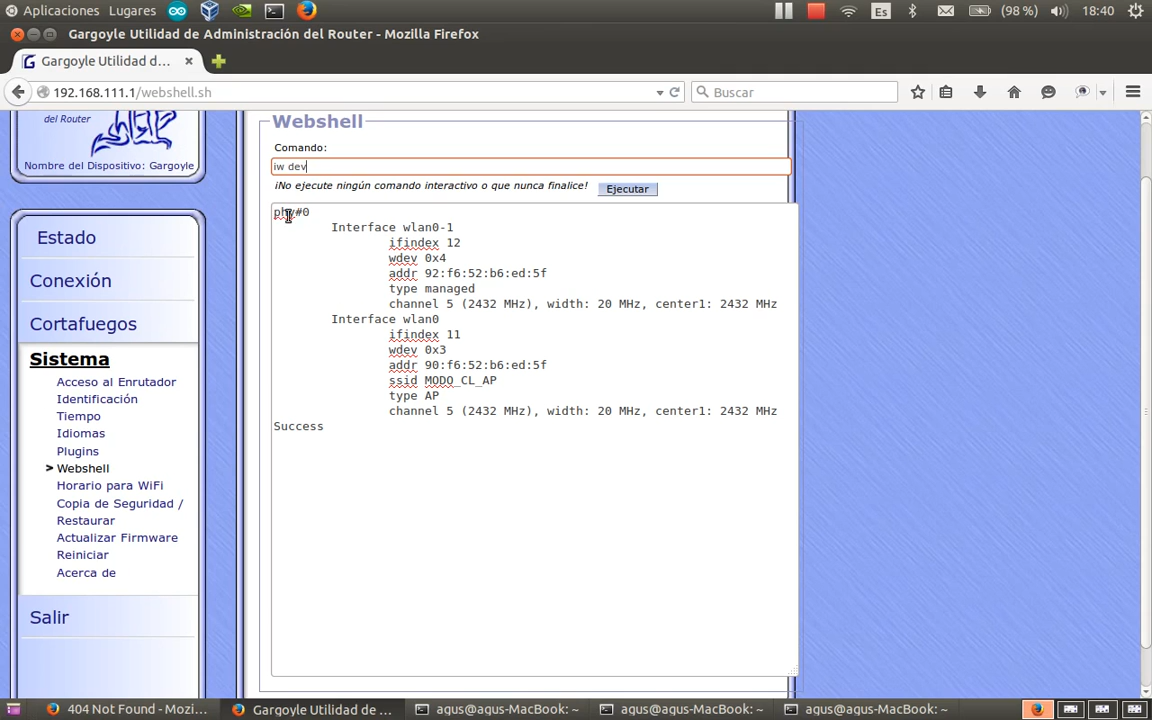 Aplicaciones Lugares Es (98 %) 18:40
Gargoyle Utilidad de Administración del Router - Mozilla Firefox
Gargoyle Utilidad d...
192.168.111.1/webshell.sh
Buscar
del Router
Nombre del Dispositivo: Gargoyle
Estado
Conexión
Cortafuegos
Sistema
Acceso al Enrutador
Identificación
Tiempo
Idiomas
Plugins
> Webshell
Horario para WiFi
Copia de Seguridad /
Restaurar
Actualizar Firmware
Reiniciar
Acerca de
Salir
Webshell
Comando:
iw dev
¡No ejecute ningún comando interactivo o que nunca finalice! Ejecutar
phy#0
Interface wlan0-1
ifindex 12
wdev 0x4
addr 92:f6:52:b6:ed:5f
type managed
channel 5 (2432 MHz), width: 20 MHz, center1: 2432 MHz
Interface wlan0
ifindex 11
wdev 0x3
addr 90:f6:52:b6:ed:5f
ssid MODO_CL_AP
type AP
channel 5 (2432 MHz), width: 20 MHz, center1: 2432 MHz
Success
404 Not Found - Mozi...
Gargoyle Utilidad de ...
agus@agus-MacBook: ~
agus@agus-MacBook: ~
agus@agus-MacBook: ~